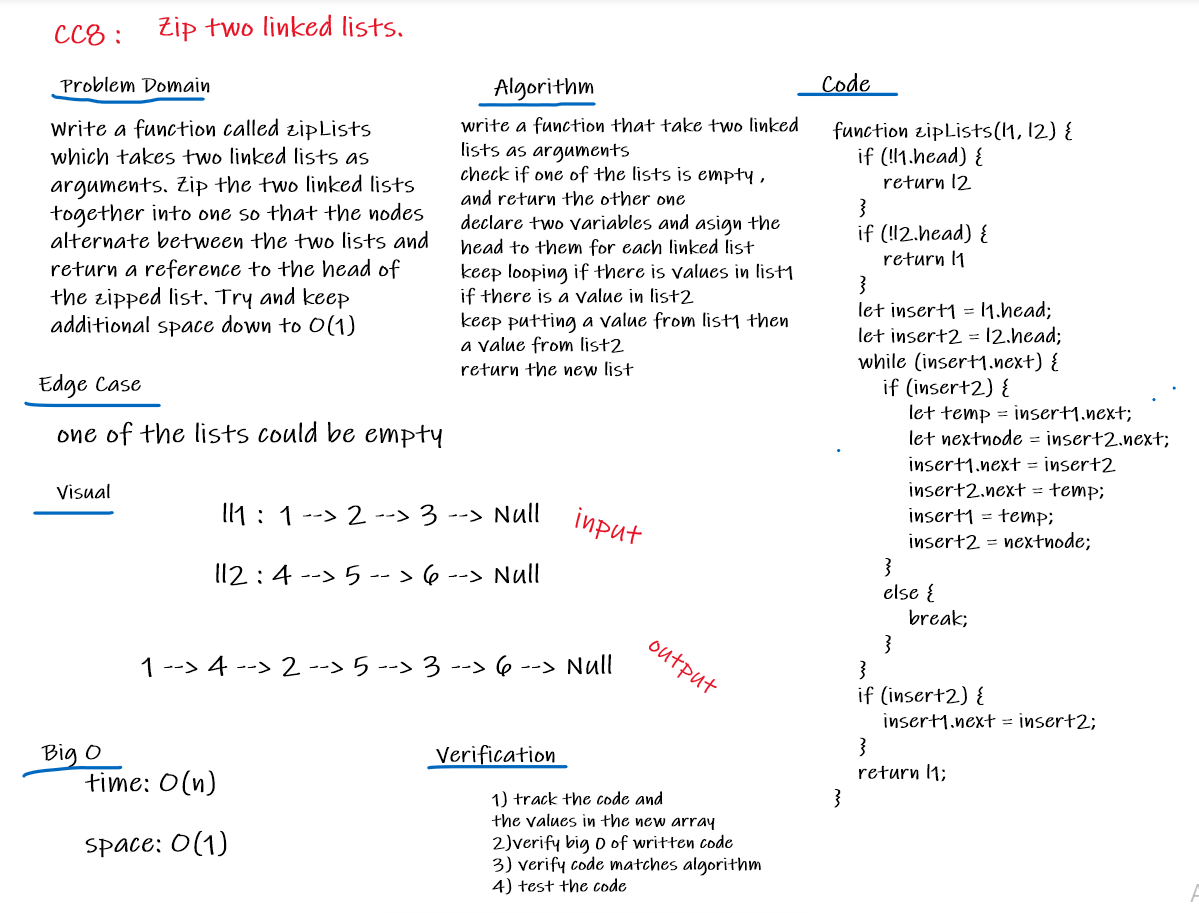 CC8 : Zip two linked lists.
Problem Domain
Write a function called zipLists
which takes two linked lists as
arguments. Zip the two linked lists
together into one so that the nodes
alternate between the two lists and
return a reference to the head of
the zipped list. Try and keep
additional space down to O(1)
Edge Case
one of the lists could be empty
Visual
ll1 : 1 --> 2 --> 3 --> Null
input
ll2 : 4 --> 5 -- > 6 --> Null
1 --> 4 --> 2 --> 5 --> 3 --> 6 --> Null
output
Big O
time: O(n)
space: O(1)
Algorithm
write a function that take two linked
lists as arguments
check if one of the lists is empty ,
and return the other one
declare two variables and asign the
head to them for each linked list
keep looping if there is values in list1
if there is a value in list2
keep putting a value from list1 then
a value from list2
return the new list
Verification
1) track the code and
the values in the new array
2)verify big O of written code
3) verify code matches algorithm
4) test the code
Code
function zipLists(l1, l2) {
if (!l1.head) {
return l2
}
if (!l2.head) {
return l1
}
let insert1 = l1.head;
let insert2 = l2.head;
while (insert1.next) {
if (insert2) {
let temp = insert1.next;
let nextnode = insert2.next;
insert1.next = insert2
insert2.next = temp;
insert1 = temp;
insert2 = nextnode;
}
else {
break;
}
}
if (insert2) {
insert1.next = insert2;
}
return l1;
}